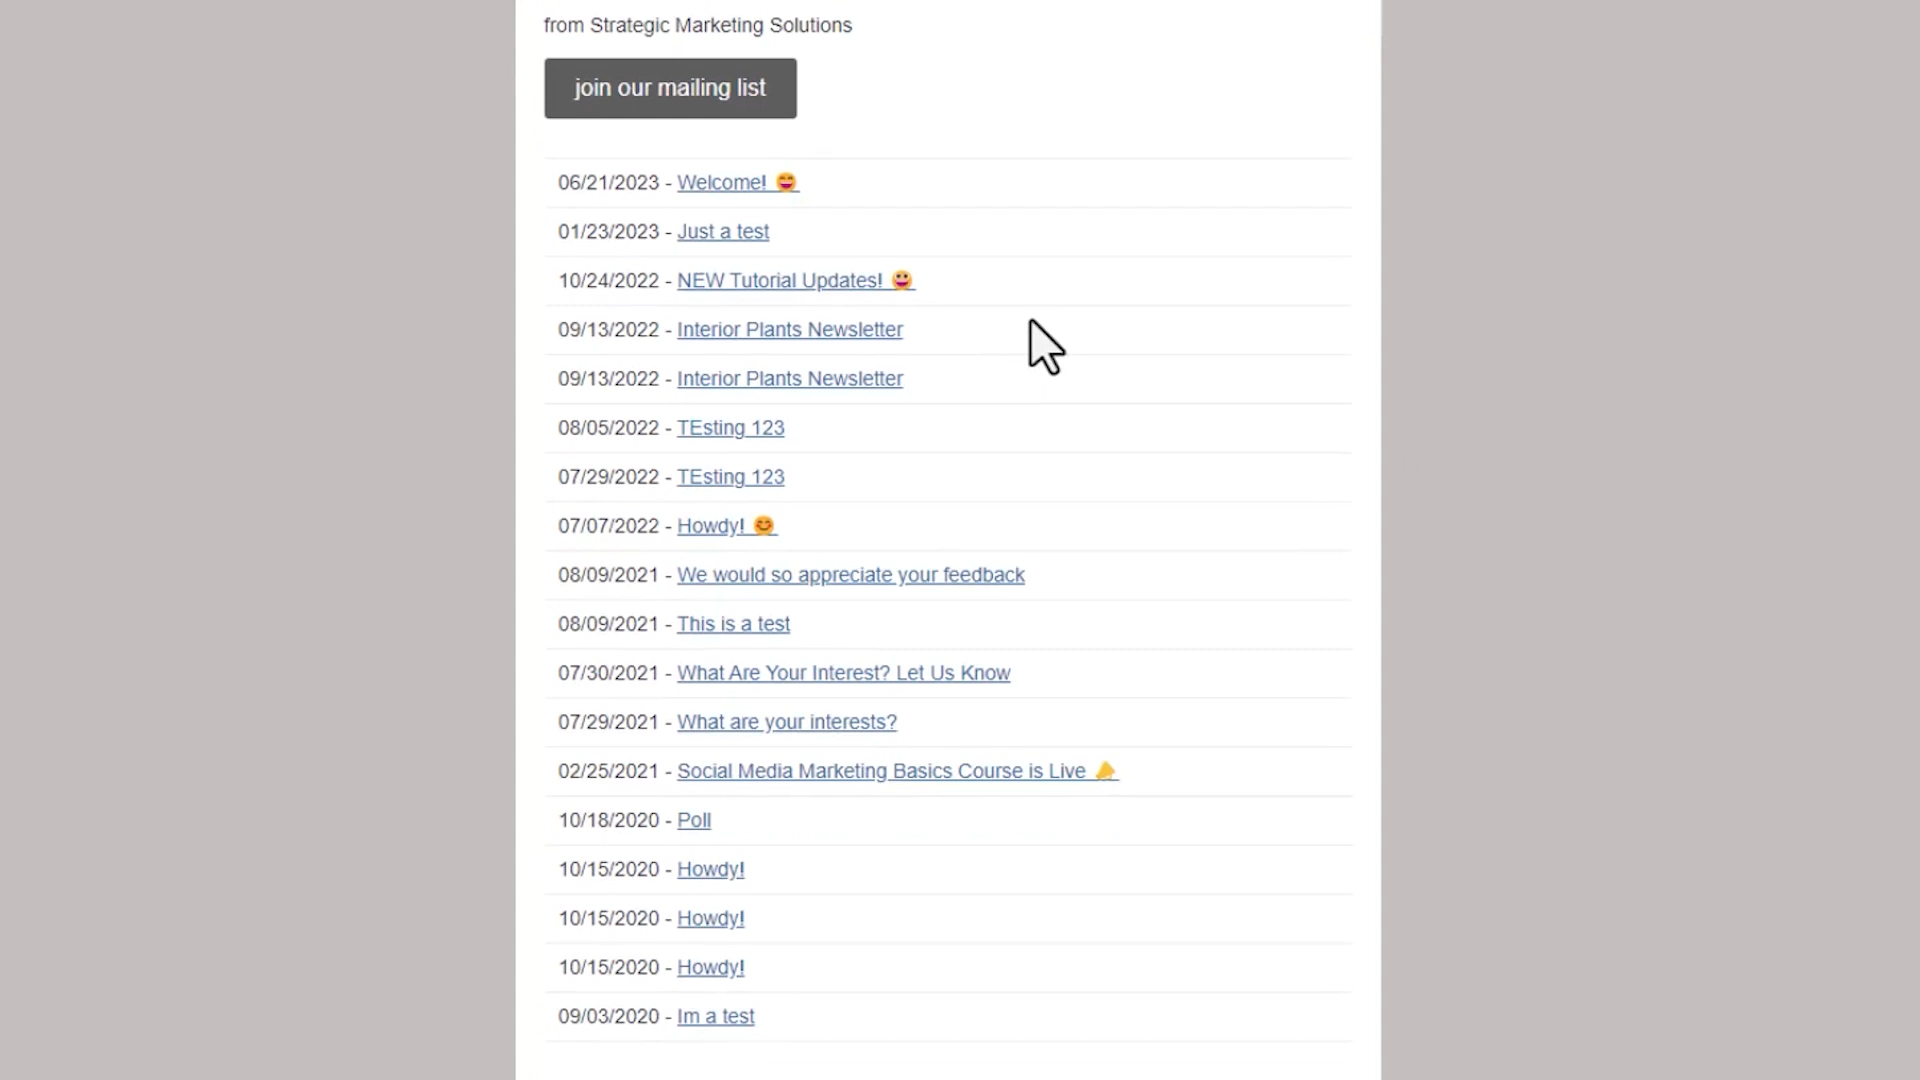 from Strategic Marketing Solutions
join our mailing list
06/21/2023 - Welcome! 😄
01/23/2023 - Just a test
10/24/2022 - NEW Tutorial Updates! 😀
09/13/2022 - Interior Plants Newsletter
09/13/2022 - Interior Plants Newsletter
08/05/2022 - TEsting 123
07/29/2022 - TEsting 123
07/07/2022 - Howdy! 😊
08/09/2021 - We would so appreciate your feedback
08/09/2021 - This is a test
07/30/2021 - What Are Your Interest? Let Us Know
07/29/2021 - What are your interests?
02/25/2021 - Social Media Marketing Basics Course is Live 📣
10/18/2020 - Poll
10/15/2020 - Howdy!
10/15/2020 - Howdy!
10/15/2020 - Howdy!
09/03/2020 - Im a test